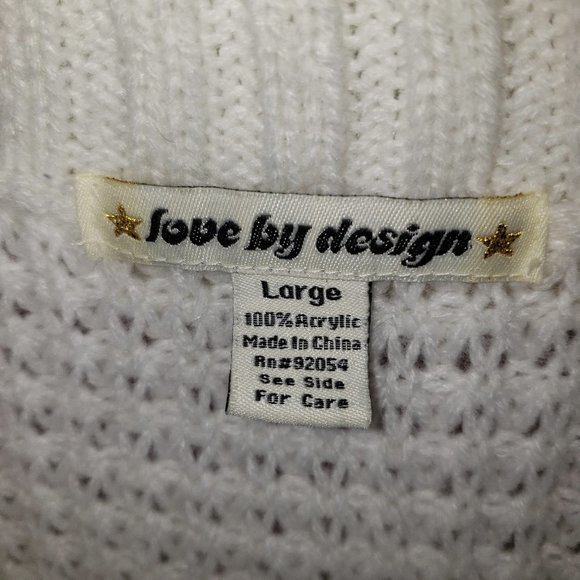 love by design
Large
100% Acrylic
Made In China
Rn#92054
See Side
For Care